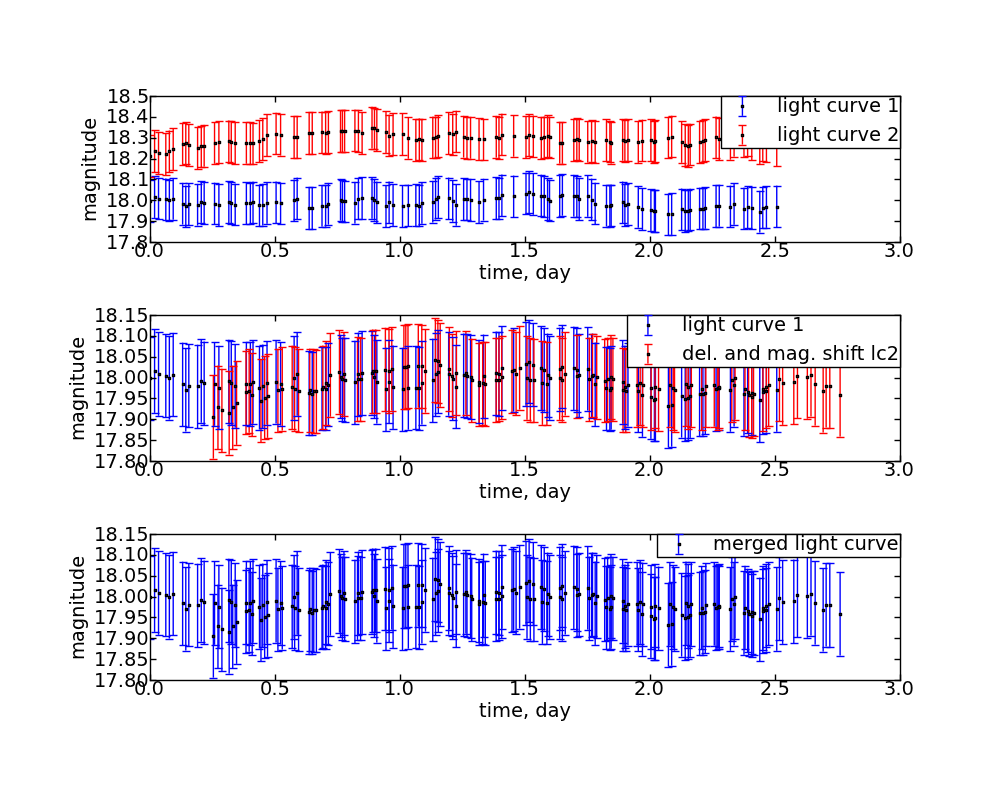 18.5
18.4
18.3
18.2
18.1
18.0
17.9
17.8
magnitude
light curve 1
light curve 2
0.0 0.5 1.0 1.5 2.0 2.5 3.0
time, day
18.15
18.10
18.05
18.00
17.95
17.90
17.85
17.80
magnitude
light curve 1
del. and mag. shift lc2
0.0 0.5 1.0 1.5 2.0 2.5 3.0
time, day
18.15
18.10
18.05
18.00
17.95
17.90
17.85
17.80
magnitude
merged light curve
0.0 0.5 1.0 1.5 2.0 2.5 3.0
time, day